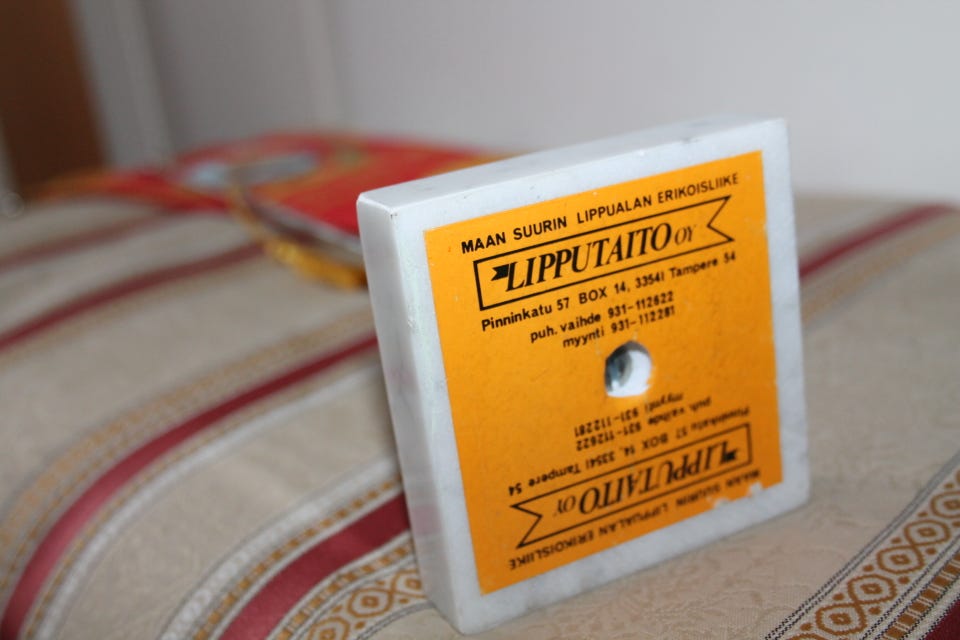 MAAN SUURIN LIPPUALAN ERIKOISLIIKE
LIPPUTAITO OY
Pinninkatu 57 BOX 14, 33541 Tampere 54
puh. vaihde 931-112622
myynti 931-112281
MAAN SUURIN LIPPUALAN ERIKOISLIIKE
LIPPUTAITO OY
Pinninkatu 57 BOX 14, 33541 Tampere 54
puh. vaihde 931-112622
myynti 931-112281